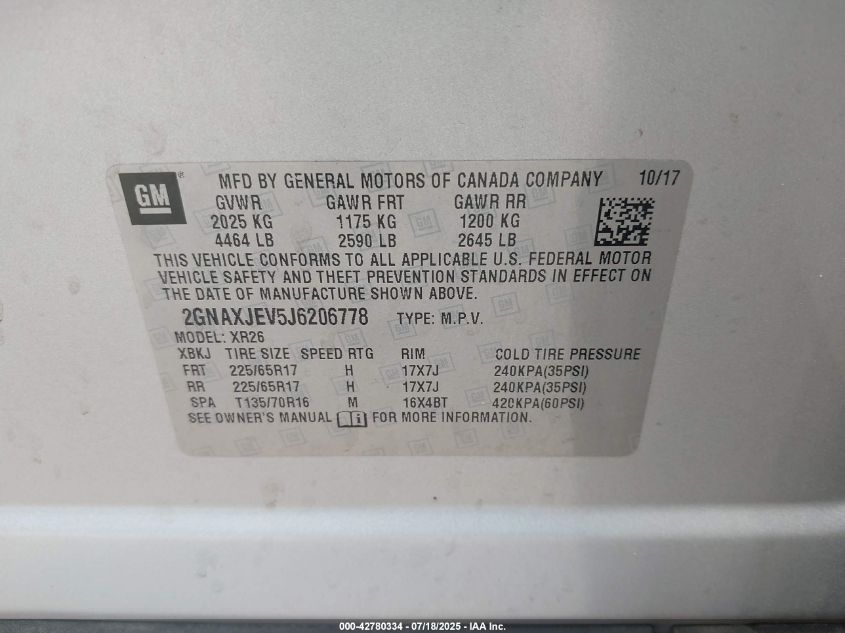 GM ® MFD BY GENERAL MOTORS OF CANADA COMPANY 10/17
GVWR GAWR FRT GAWR RR
2025 KG 1175 KG 1200 KG
4464 LB 2590 LB 2645 LB
THIS VEHICLE CONFORMS TO ALL APPLICABLE U.S. FEDERAL MOTOR
VEHICLE SAFETY AND THEFT PREVENTION STANDARDS IN EFFECT ON
THE DATE OF MANUFACTURE SHOWN ABOVE.
2GNAXJEV5J6206778 TYPE: M.P.V.
MODEL: XR26
XBKJ TIRE SIZE SPEED RTG RIM COLD TIRE PRESSURE
FRT 225/65R17 H 17X7J 240KPA(35PSI)
RR 225/65R17 H 17X7J 240KPA(35PSI)
SPA T135/70R16 M 16X4BT 420KPA(60PSI)
SEE OWNER'S MANUAL FOR MORE INFORMATION.
000-42780334 - 07/18/2025 - IAA Inc.